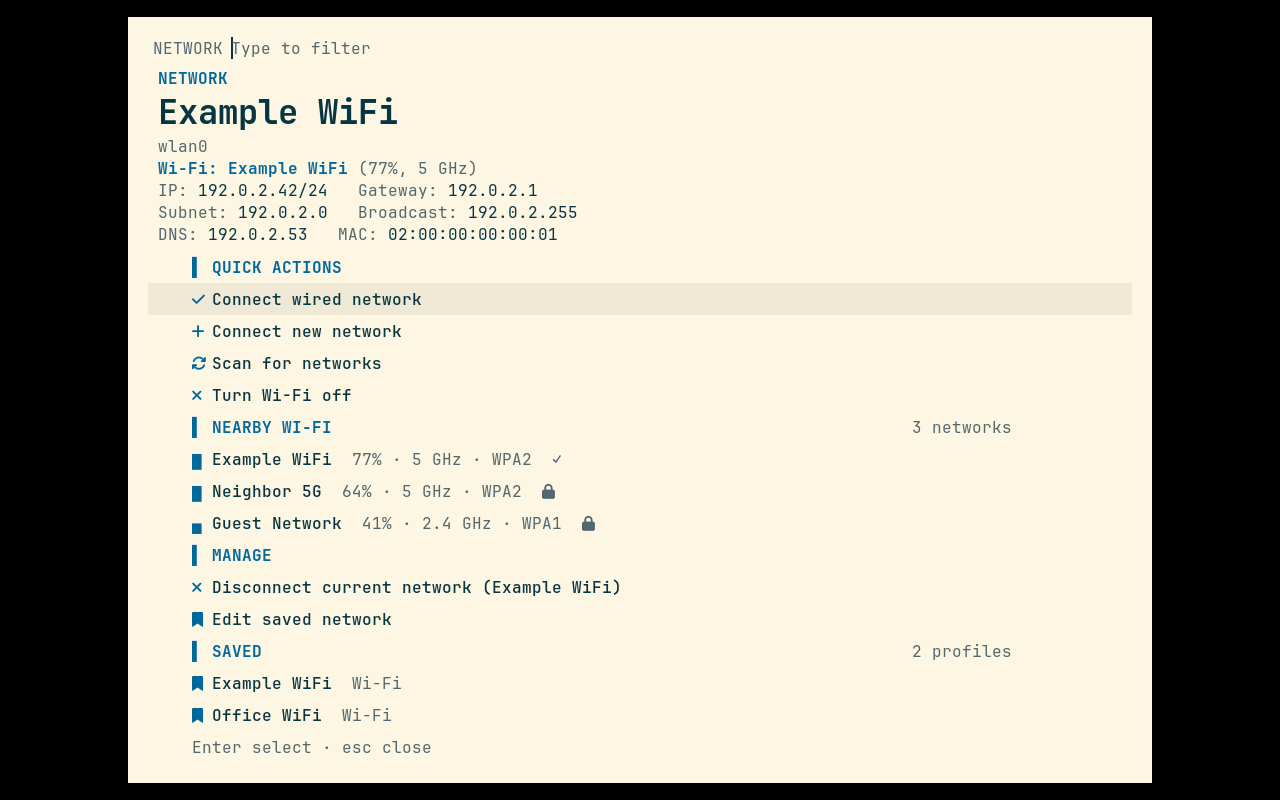 NETWORK Type to filter
NETWORK
Example WiFi
wlan0
Wi-Fi: Example WiFi (77%, 5 GHz)
IP: 192.0.2.42/24   Gateway: 192.0.2.1
Subnet: 192.0.2.0   Broadcast: 192.0.2.255
DNS: 192.0.2.53   MAC: 02:00:00:00:00:01
QUICK ACTIONS
Connect wired network
Connect new network
Scan for networks
Turn Wi-Fi off
NEARBY WI-FI   3 networks
Example WiFi  77% · 5 GHz · WPA2  ✓
Neighbor 5G  64% · 5 GHz · WPA2
Guest Network  41% · 2.4 GHz · WPA1
MANAGE
Disconnect current network (Example WiFi)
Edit saved network
SAVED   2 profiles
Example WiFi  Wi-Fi
Office WiFi  Wi-Fi
Enter select · esc close